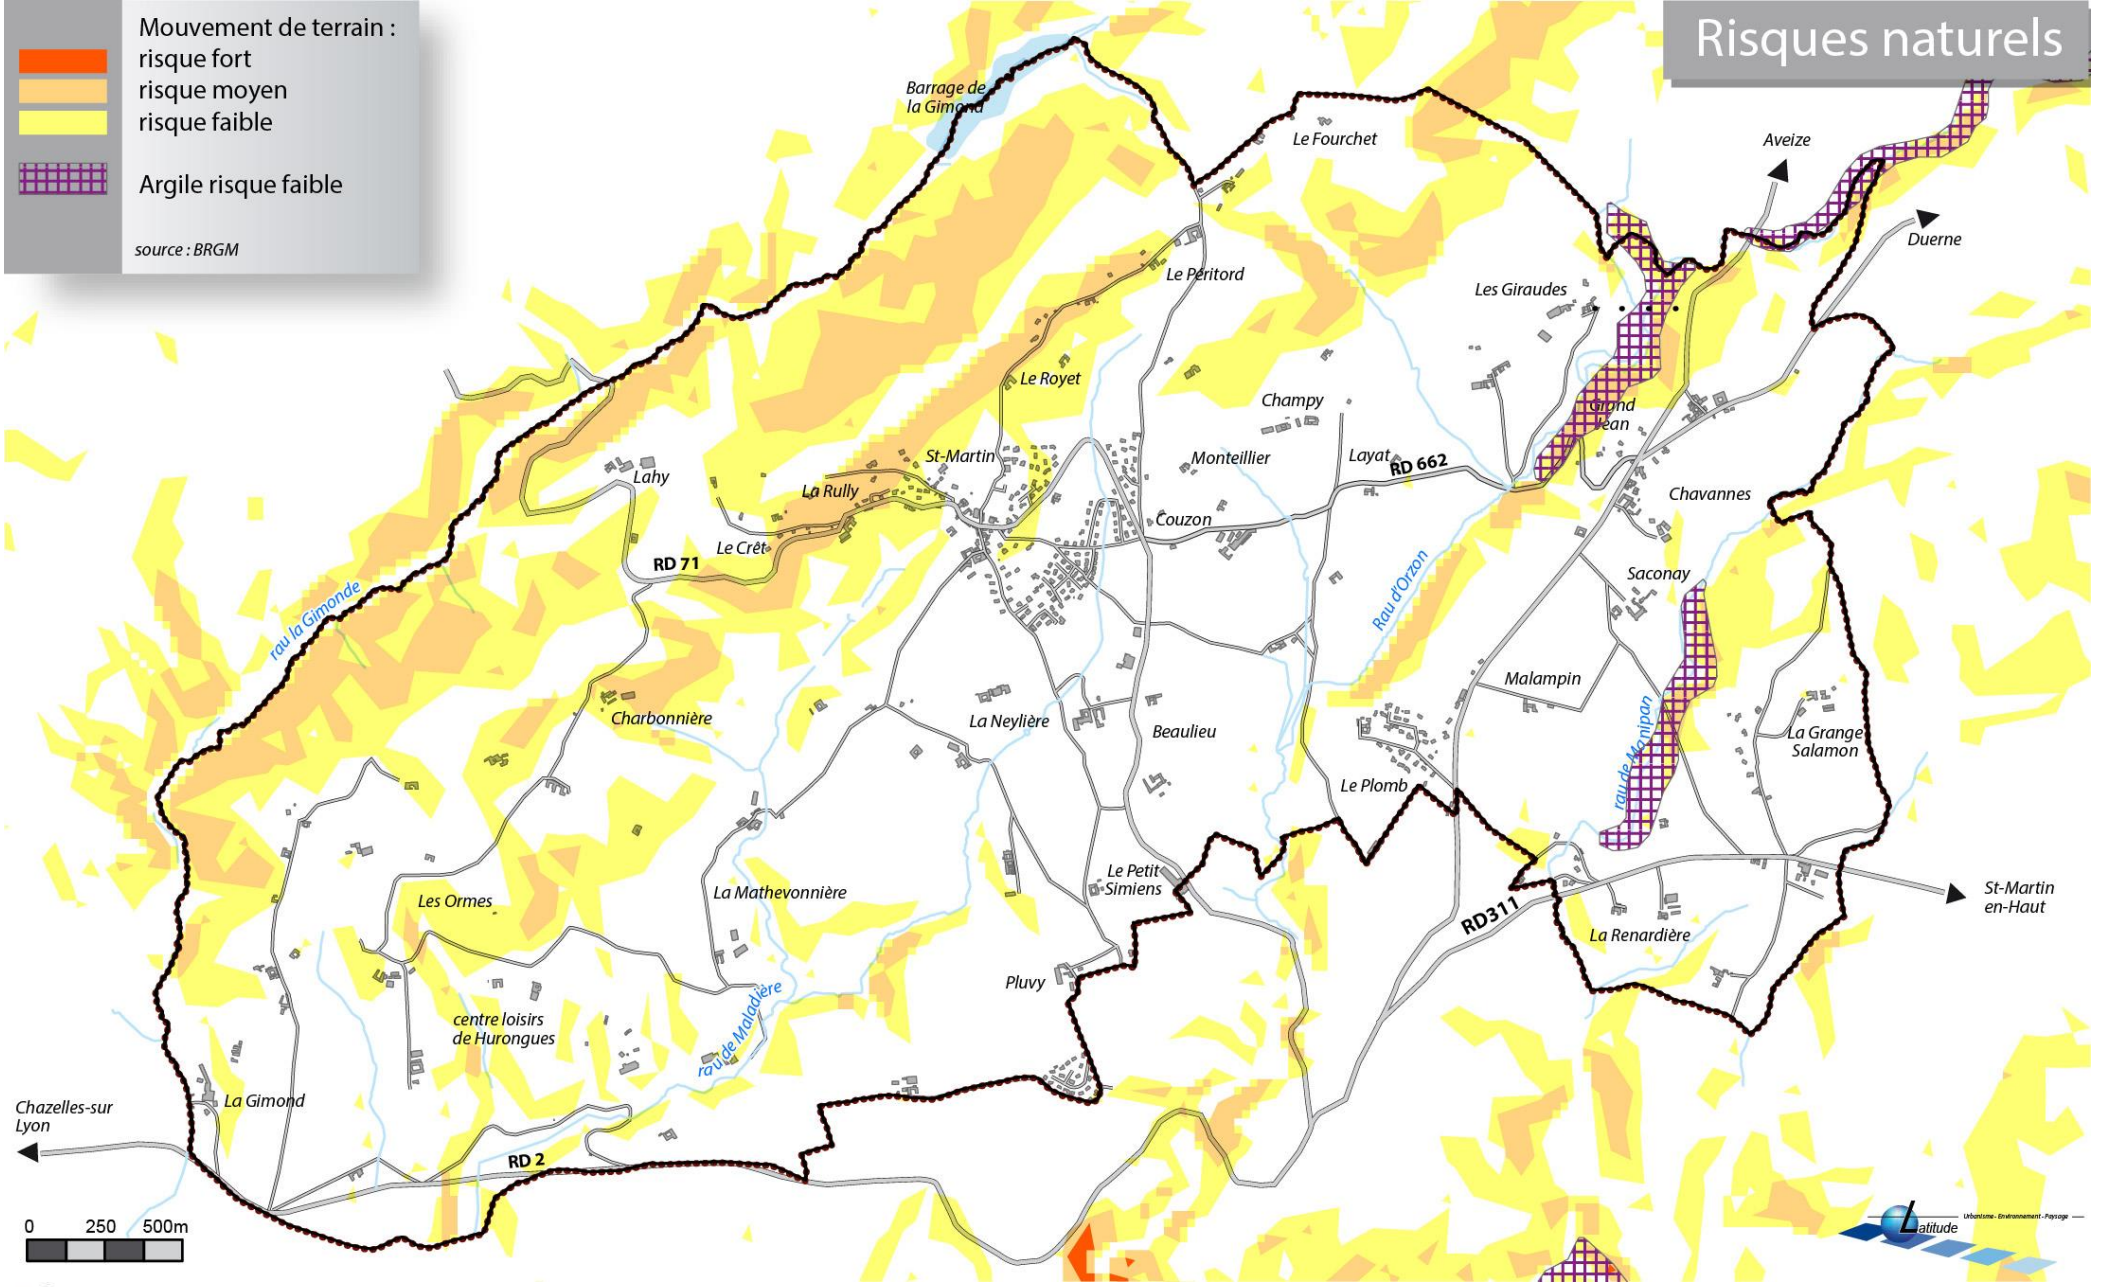 Mouvement de terrain :
risque fort
risque moyen
risque faible
Argile risque faible
source : BRGM
Risques naturels
Barrage de
la Gimond
Le Fourchet
Aveize
Duerne
Le Péritord
Les Giraudes
Le Royet
Champy
Grand
Jean
St-Martin
Monteillier
Layat
RD 662
Lahy
La Rully
Chavannes
Couzon
Le Crêt
RD 71
Saconay
rau la Gimonde
Rau d'Orzon
Malampin
Charbonnière
La Neylière
Beaulieu
rau de Manipan
La Grange
Salamon
Le Plomb
Le Petit
Simiens
La Mathevonnière
Les Ormes
St-Martin
en-Haut
RD311
La Renardière
Pluvy
rau de Maladière
centre loisirs
de Hurongues
La Gimond
Chazelles-sur
Lyon
RD 2
0 250 500m
Latitude
Urbanisme - Environnement - Paysage